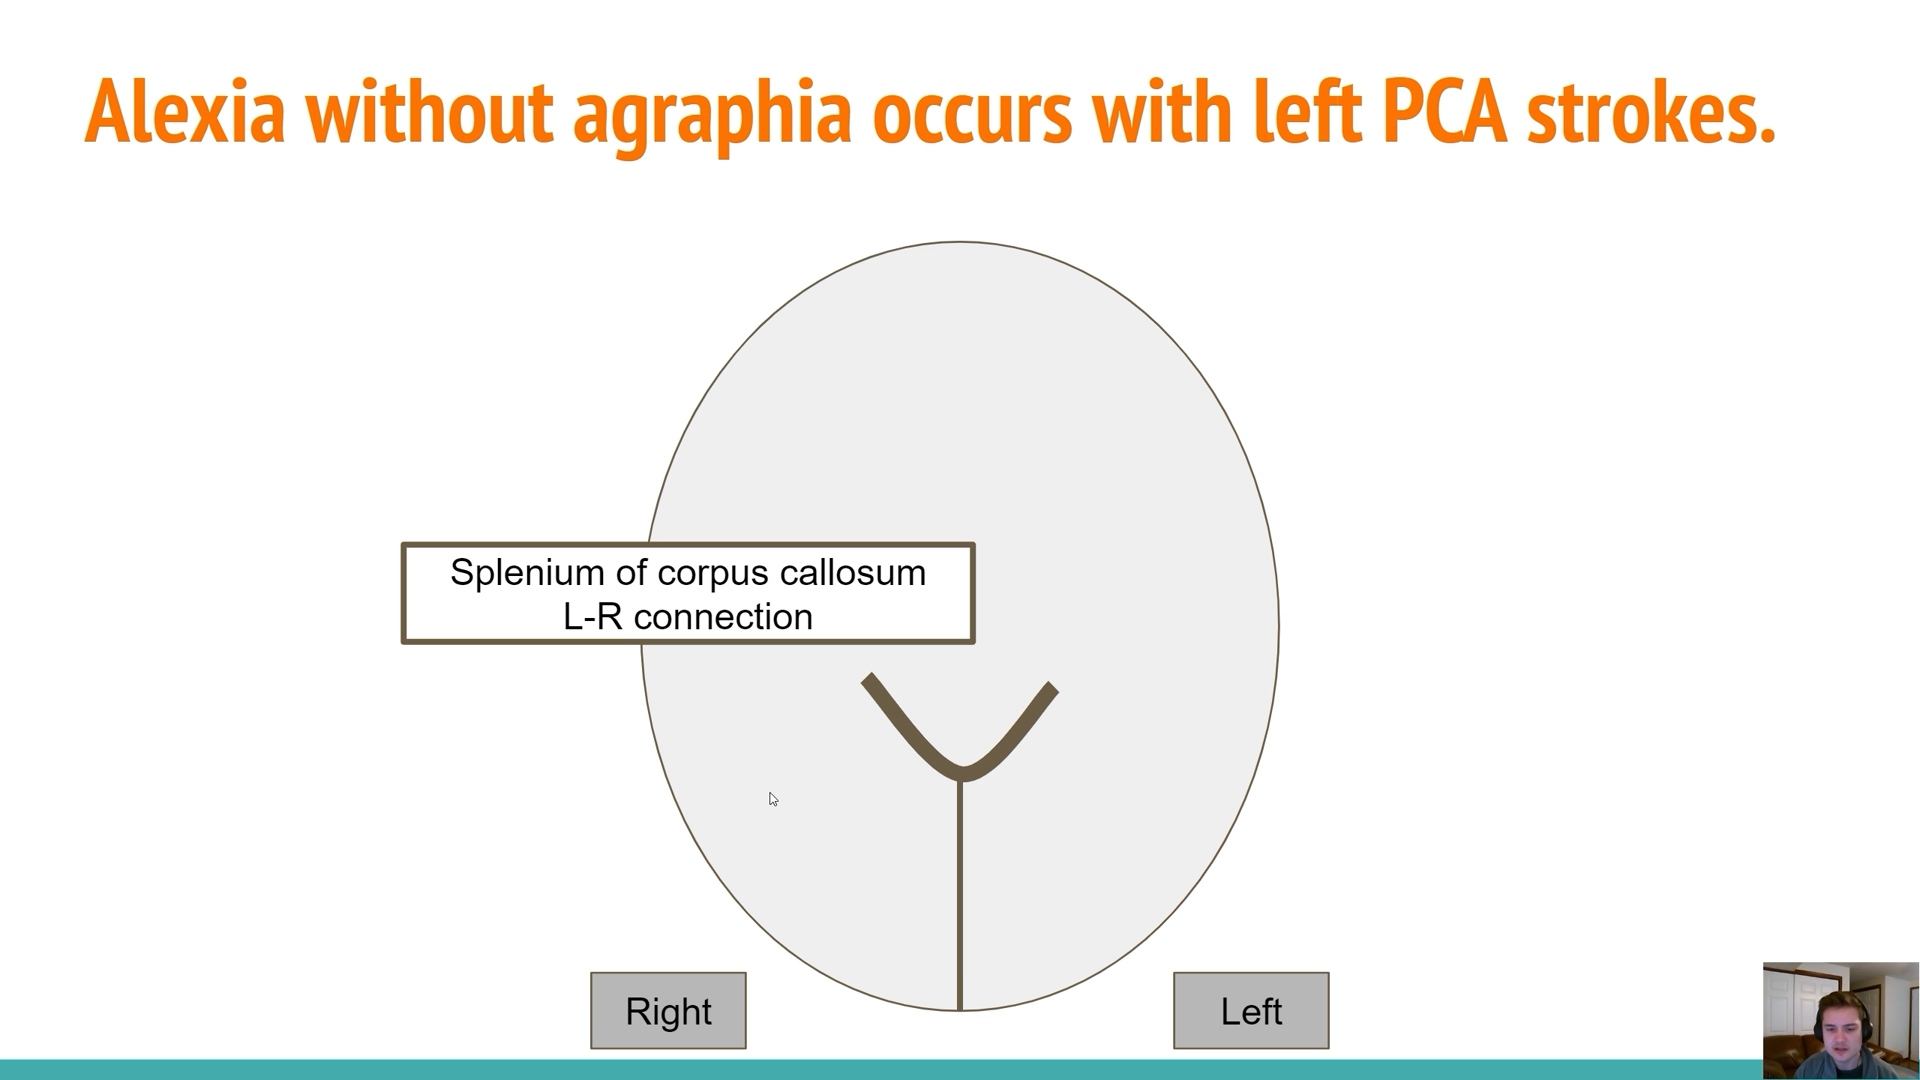 Alexia without agraphia occurs with left PCA strokes.
Splenium of corpus callosum
L-R connection
Right
Left